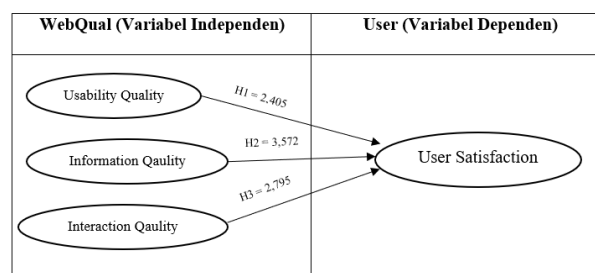 WebQual (Variabel Independen)
User (Variabel Dependen)
Usability Quality
H1 = 2,405
Information Qaulity
H2 = 3,572
User Satisfaction
H3 = 2,795
Interaction Qaulity